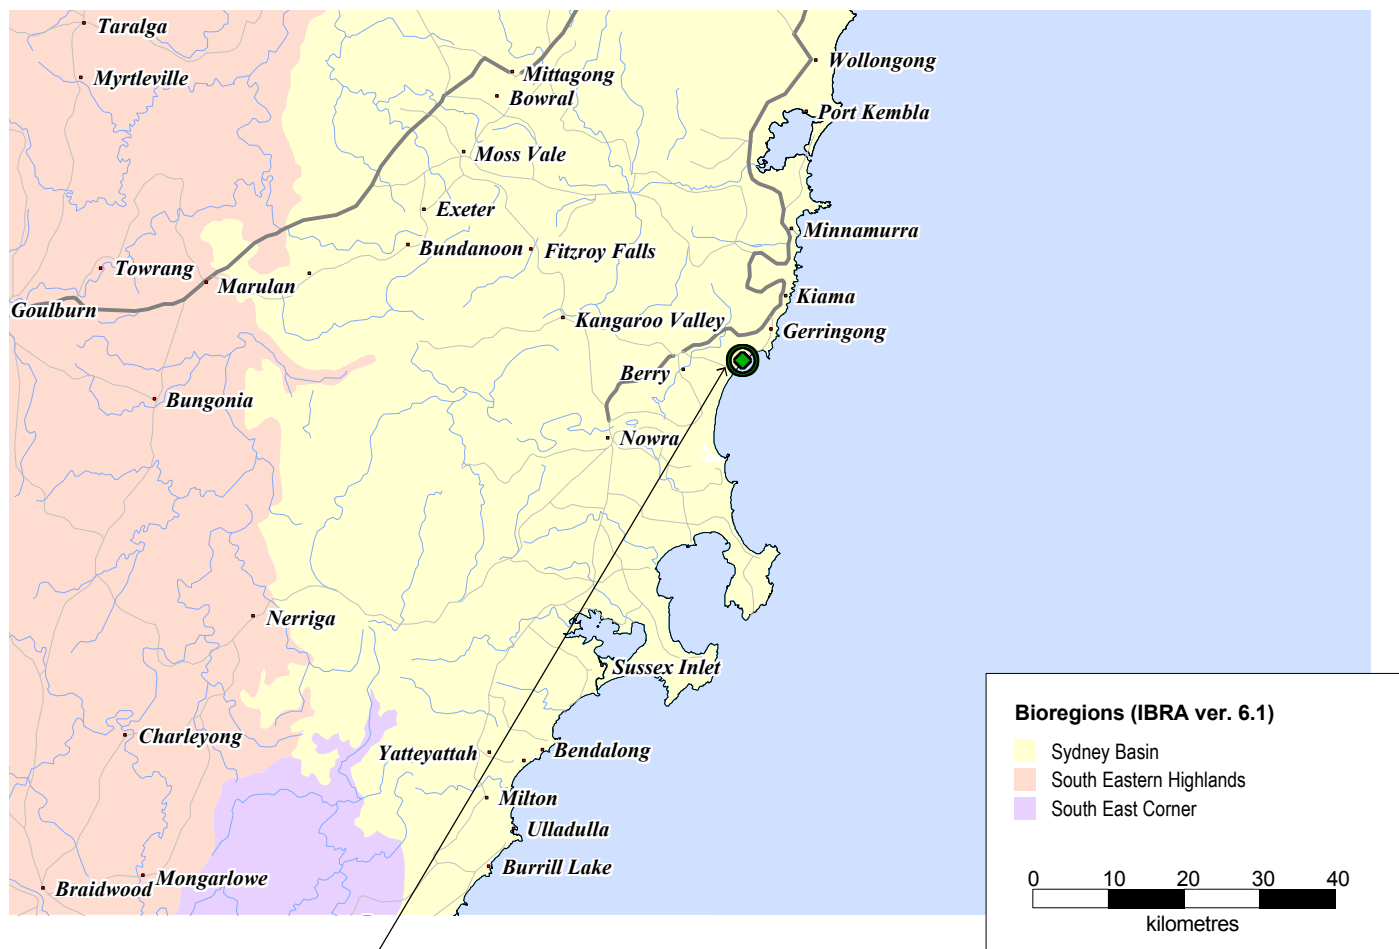 Taralga
Wollongong
Mittagong
Myrtleville
Bowral
Port Kembla
Moss Vale
Exeter
Minnamurra
Bundanoon
Fitzroy Falls
Towrang
Marulan
Kiama
Goulburn
Kangaroo Valley
Gerringong
Berry
Bungonia
Nowra
Nerriga
Sussex Inlet
Charleyong
Yatteyattah
Bendalong
Milton
Ulladulla
Burrill Lake
Mongarlowe
Braidwood
Bioregions (IBRA ver. 6.1)
Sydney Basin
South Eastern Highlands
South East Corner
0 10 20 30 40
kilometres